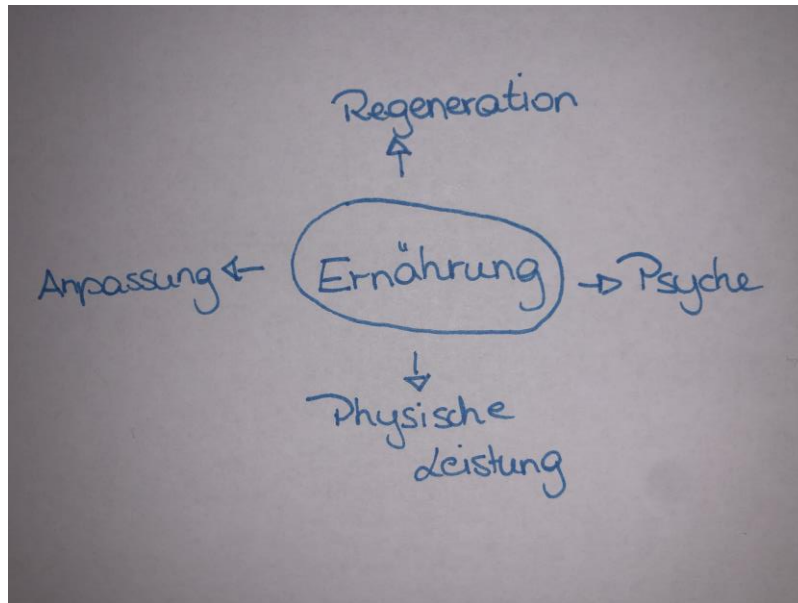 Regeneration
Anpassung
Ernährung
Psyche
Physische
Leistung